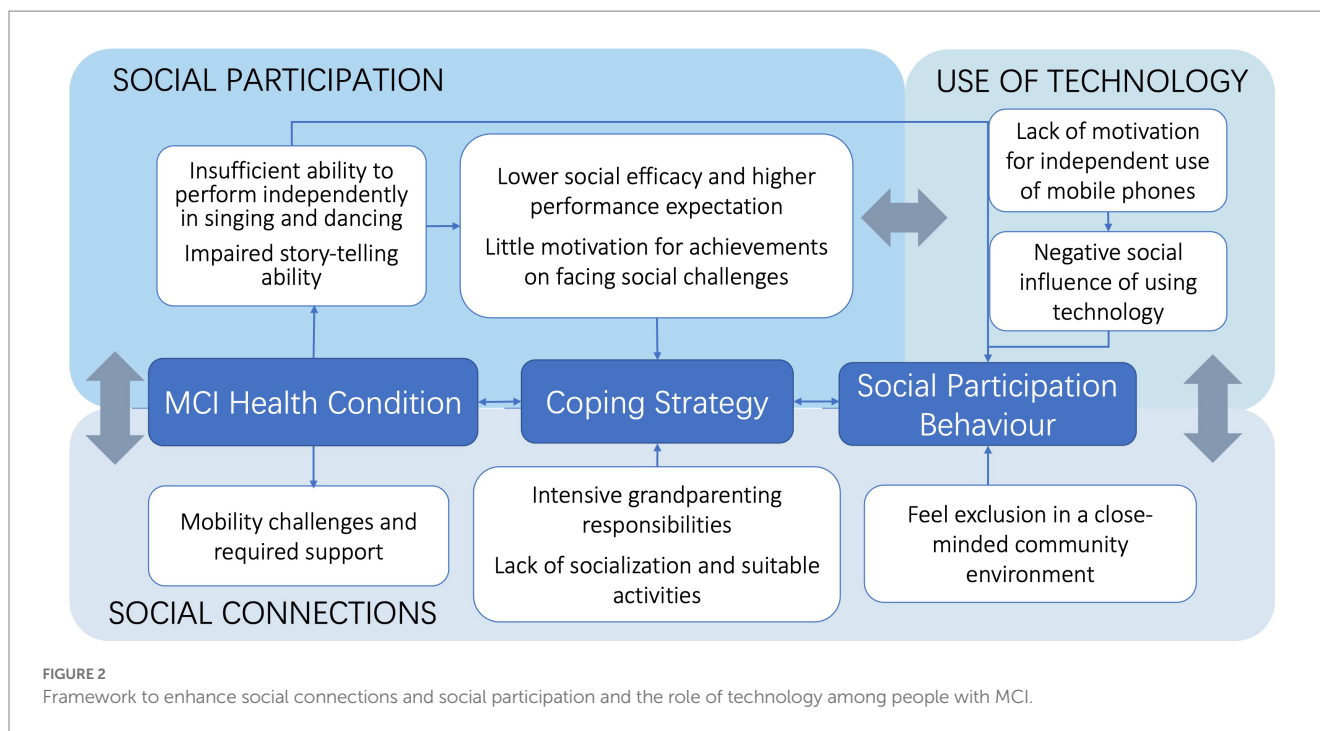 SOCIAL PARTICIPATION
USE OF TECHNOLOGY
Insufficient ability to
perform independently
in singing and dancing
Impaired story-telling
ability
Lower social efficacy and higher
performance expectation
Little motivation for achievements
on facing social challenges
Lack of motivation
for independent use
of mobile phones
Negative social
influence of using
technology
MCI Health Condition
Coping Strategy
Social Participation
Behaviour
Mobility challenges and
required support
Intensive grandparenting
responsibilities
Lack of socialization and suitable
activities
Feel exclusion in a close-
minded community
environment
SOCIAL CONNECTIONS
FIGURE 2
Framework to enhance social connections and social participation and the role of technology among people with MCI.